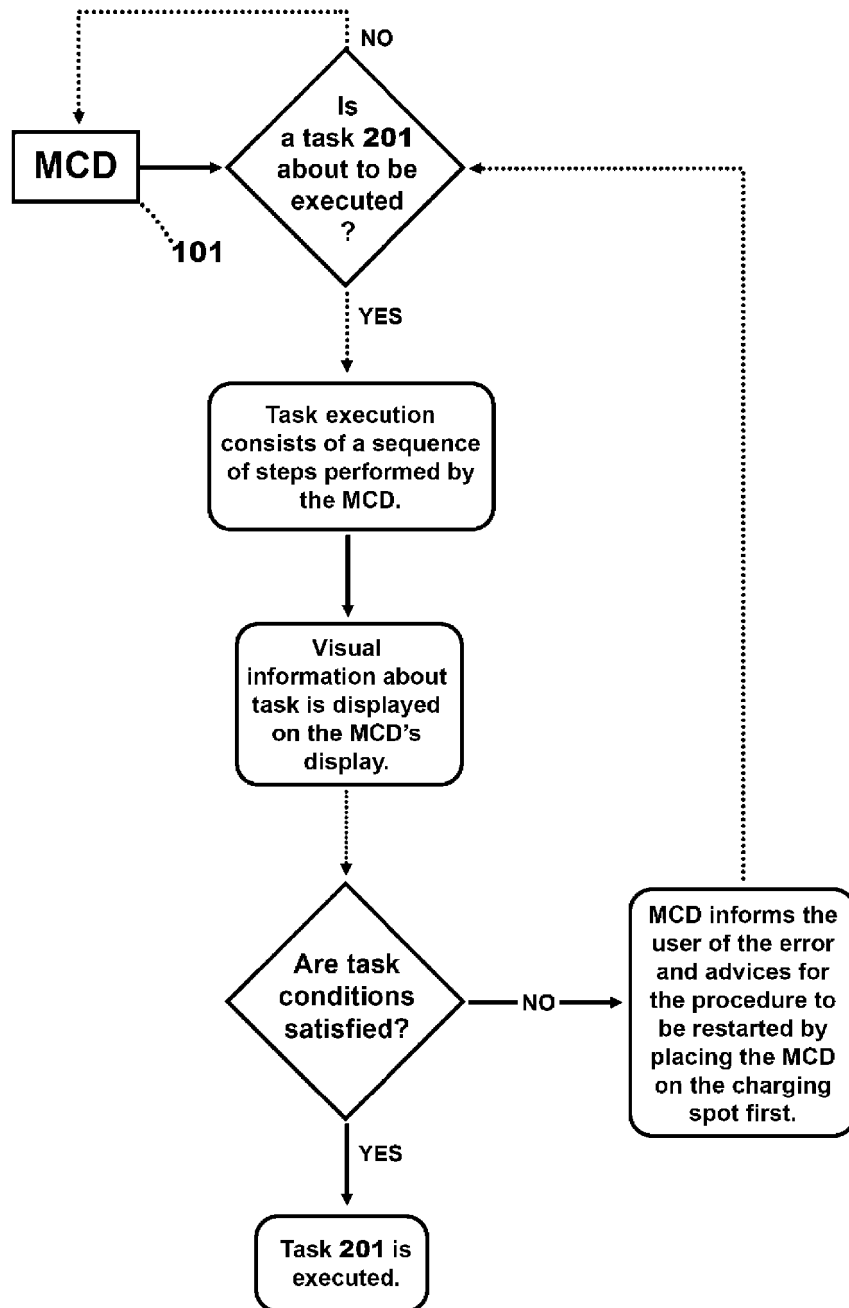 NO
Is
a task 201
about to be
executed
?
MCD
101
YES
Task execution
consists of a sequence
of steps performed by
the MCD.
Visual
information about
task is displayed
on the MCD's
display.
Are task
conditions
satisfied?
NO
MCD informs the
user of the error
and advices for
the procedure to
be restarted by
placing the MCD
on the charging
spot first.
YES
Task 201 is
executed.